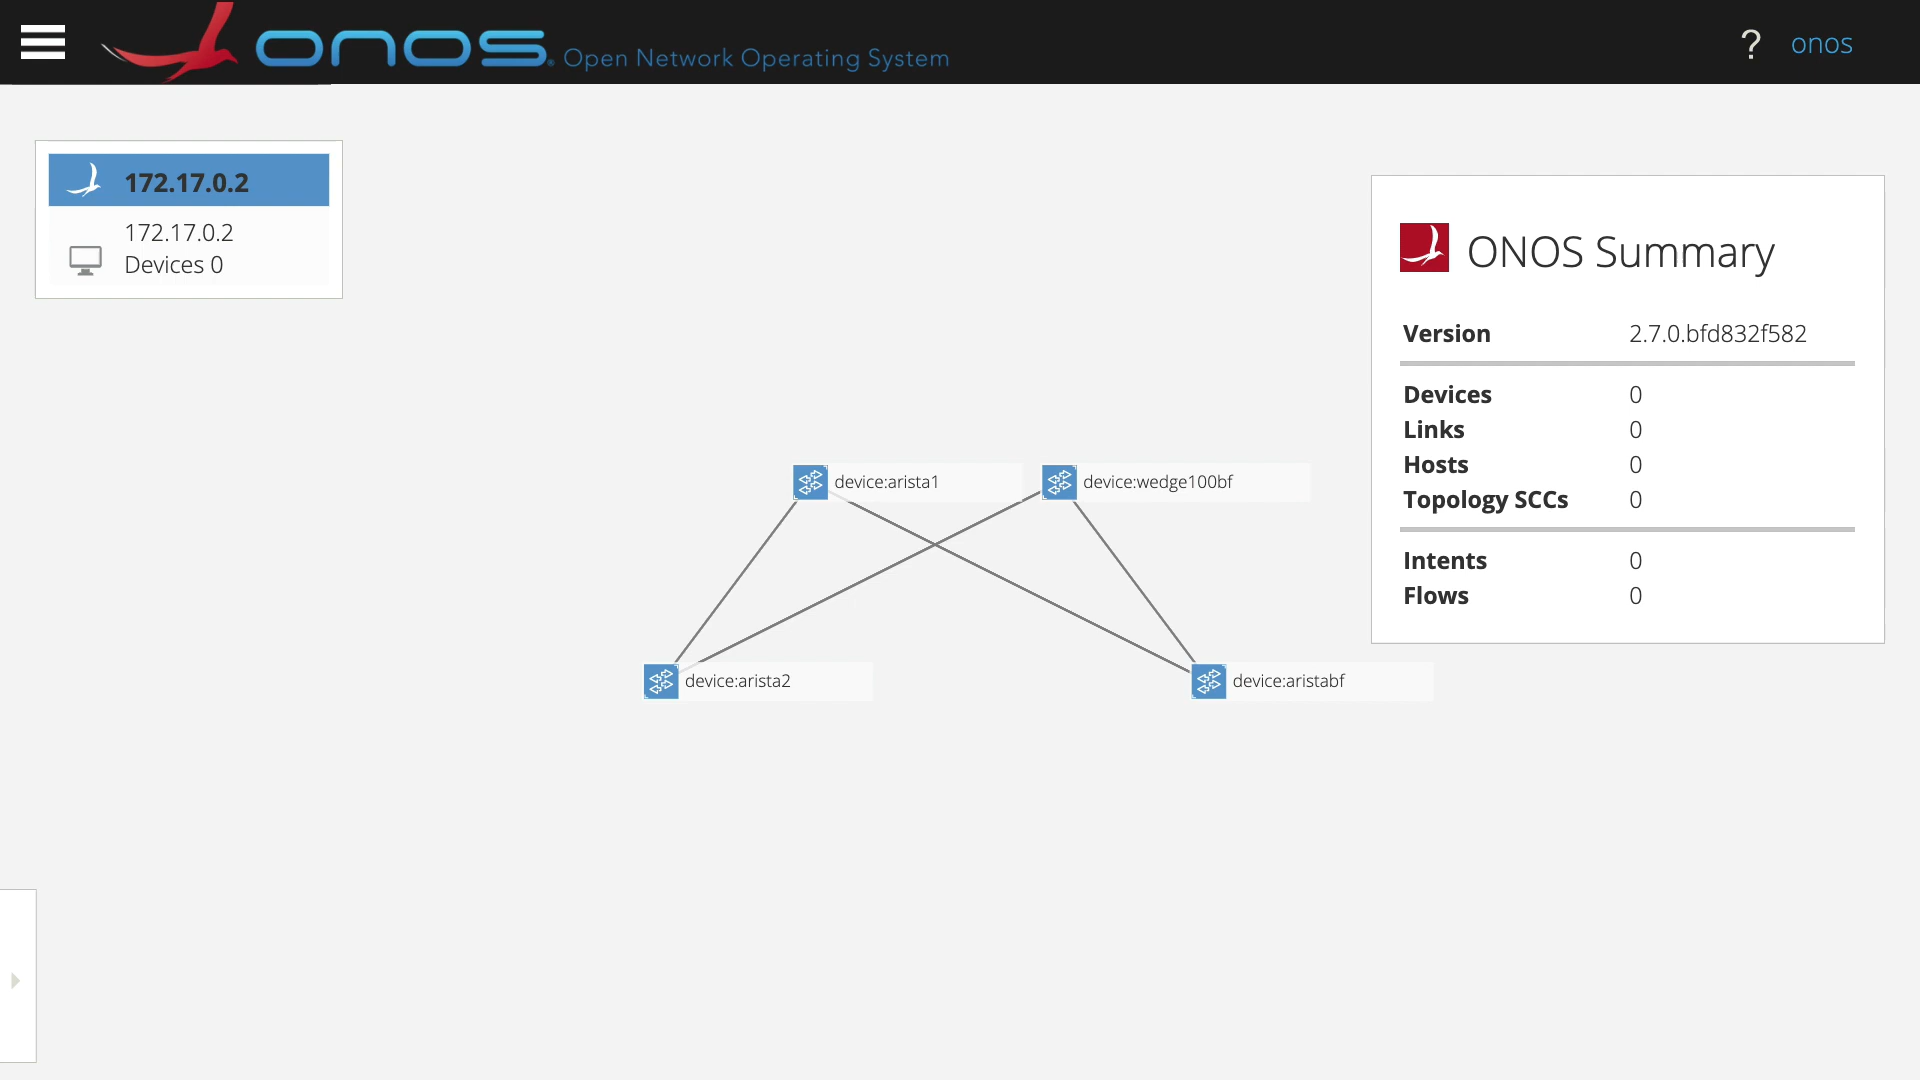 onos® Open Network Operating System
? onos
172.17.0.2
172.17.0.2
Devices 0
ONOS Summary
Version 2.7.0.bfd832f582
Devices 0
Links 0
Hosts 0
Topology SCCs 0
Intents 0
Flows 0
device:arista1
device:wedge100bf
device:arista2
device:aristabf